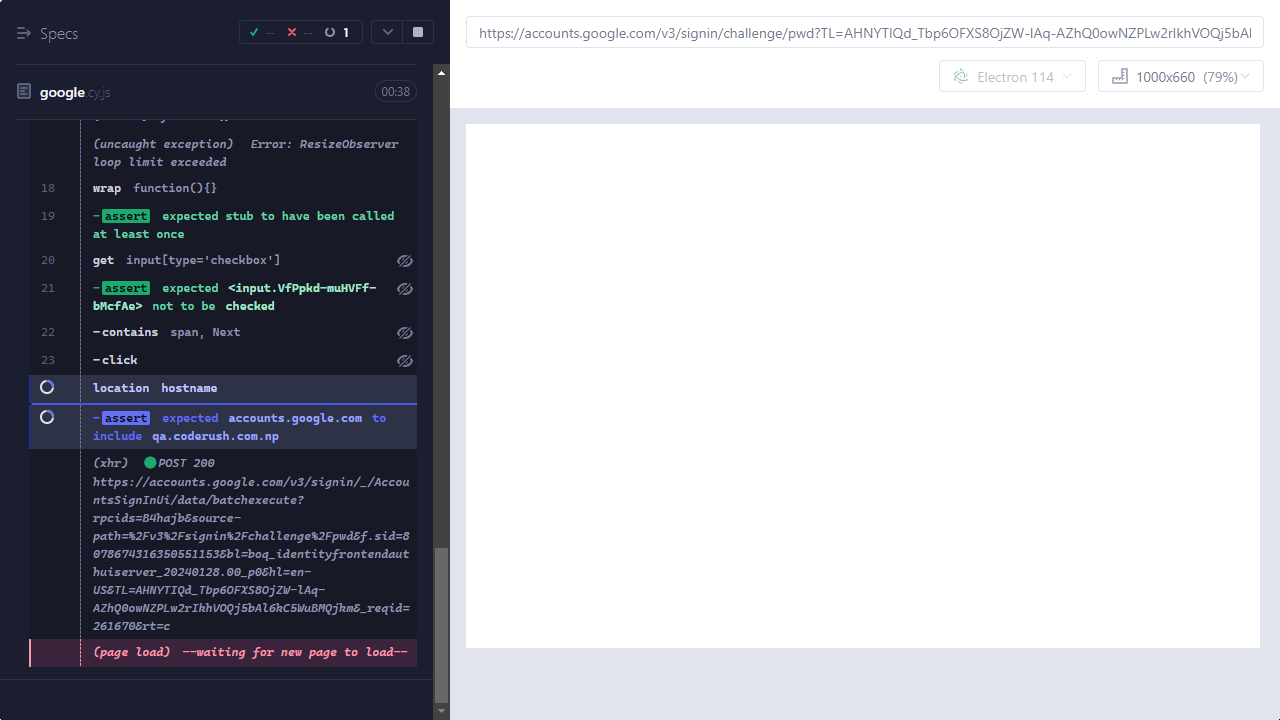 Specs
-- -- 1
google.cy.js 00:38
(uncaught exception) Error: ResizeObserver
loop limit exceeded
18 wrap function(){}
19 -assert expected stub to have been called
at least once
20 get input[type='checkbox']
21 -assert expected <input.VfPpkd-muHVFf-
bMcfAe> not to be checked
22 -contains span, Next
23 -click
location hostname
-assert expected accounts.google.com to
include qa.coderush.com.np
(xhr) POST 200
https://accounts.google.com/v3/signin/_/Accou
ntsSignInUi/data/batchexecute?
rpcids=B4hajb&source-
path=%2Fv3%2Fsignin%2Fchallenge%2Fpwd&f.sid=8
078674316350551153&bl=boq_identityfrontendaut
huiserver_20240128.00_p0&hl=en-
US&TL=AHNYTIQd_Tbp6OFXS8OjZW-lAq-
AZhQ0owNZPLw2rIkhVOQj5bAl6kC5WuBMQjkm&_reqid=
261670&rt=c
(page load) --waiting for new page to load--
https://accounts.google.com/v3/signin/challenge/pwd?TL=AHNYTIQd_Tbp6OFXS8OjZW-lAq-AZhQ0owNZPLw2rIkhVOQj5bAl
Electron 114
1000x660 (79%)